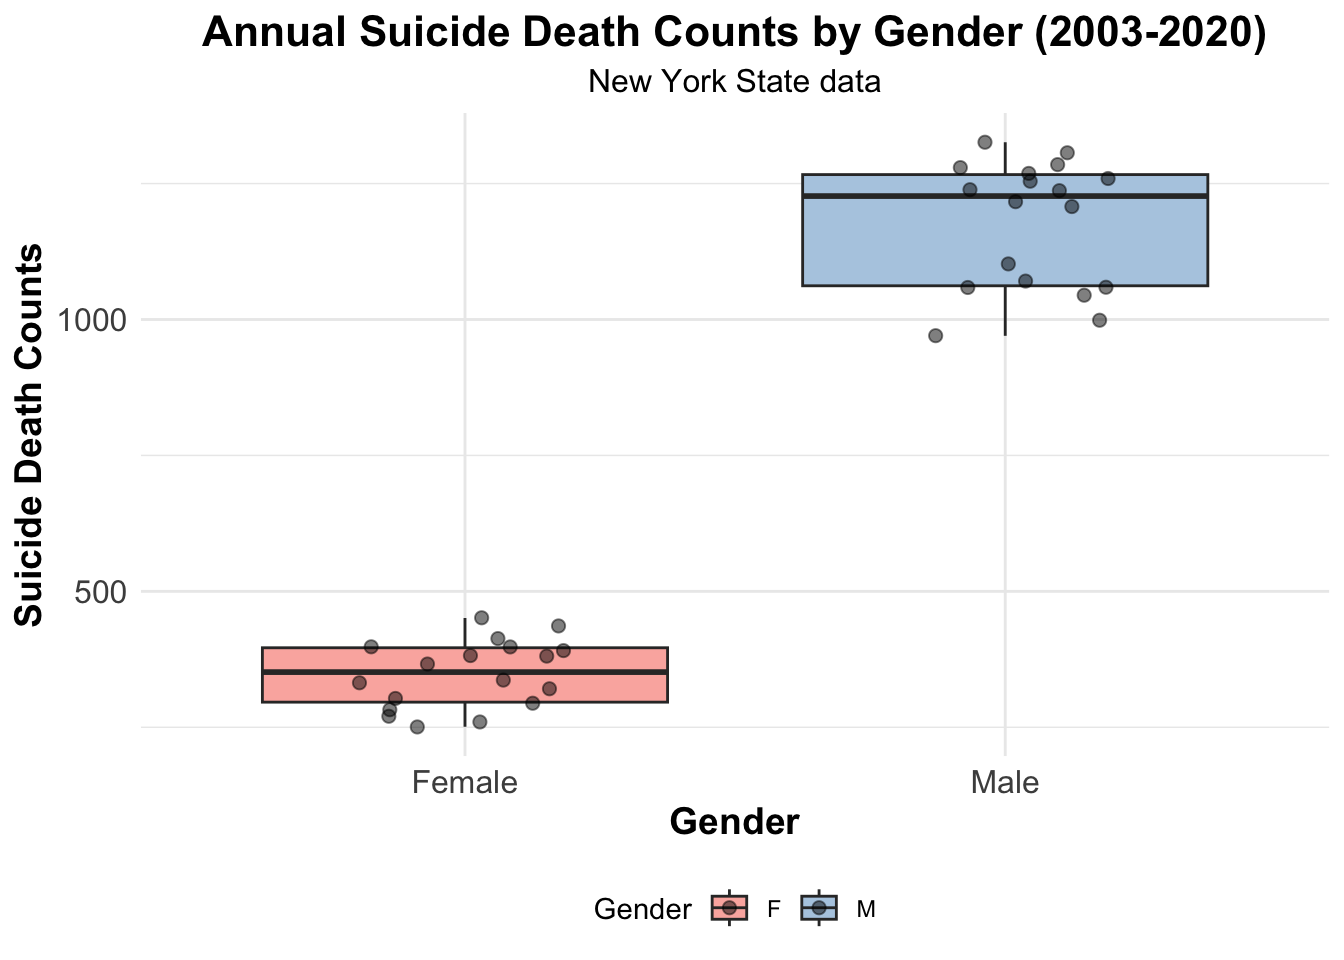 Annual Suicide Death Counts by Gender (2003-2020)
New York State data
Suicide Death Counts
1000
500
Female Male
Gender
Gender F M